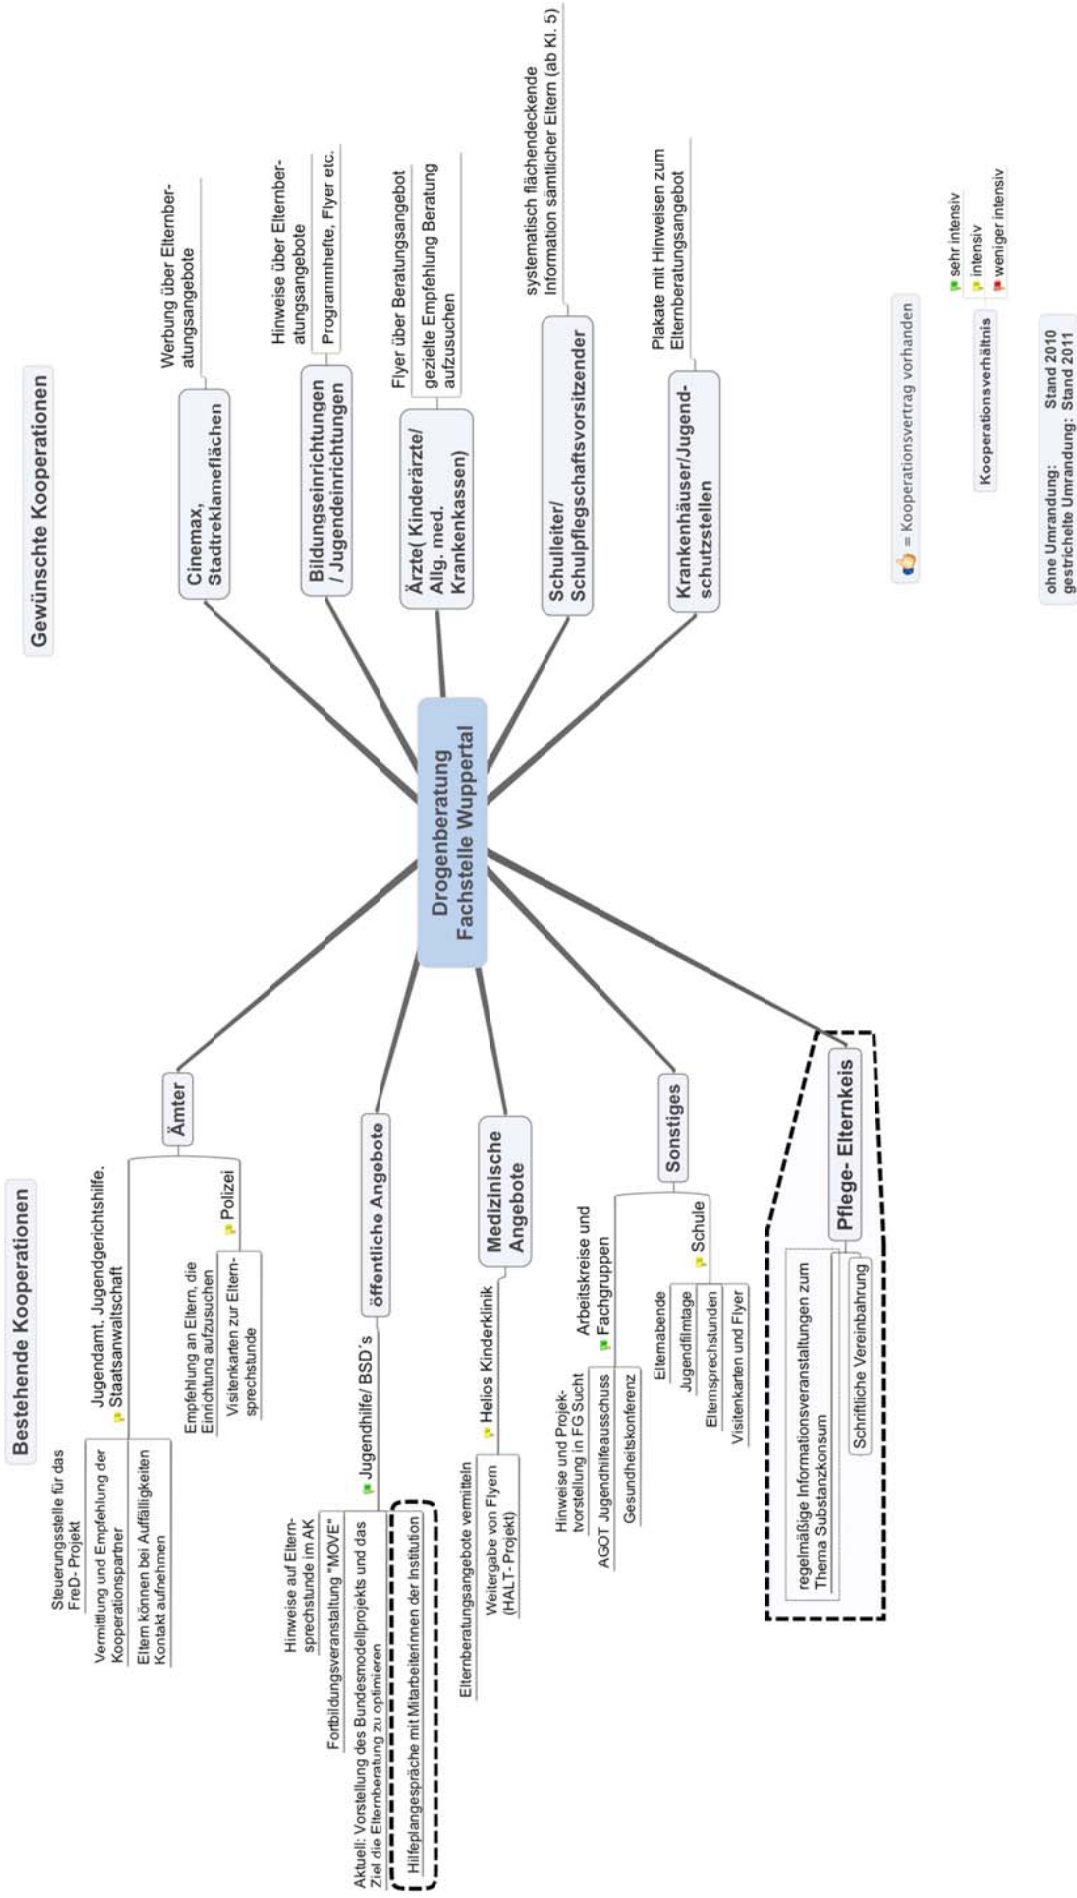 Bestehende Kooperationen
Gewünschte Kooperationen
Drogenberatung
Fachstelle Wuppertal
Ämter
Jugendamt, Jugendgerichtshilfe.
Staatsanwaltschaft
Steuerungsstelle für das
FreD- Projekt
Vermittlung und Empfehlung der
Kooperationspartner
Eltern können bei Auffälligkeiten
Kontakt aufnehmen
Polizei
Empfehlung an Eltern, die
Einrichtung aufzusuchen
Visitenkarten zur Eltern-
sprechstunde
öffentliche Angebote
Jugendhilfe/ BSD´s
Hinweise auf Eltern-
sprechstunde im AK
Fortbildungsveranstaltung "MOVE"
Aktuell: Vorstellung des Bundesmodellprojekts und das
Ziel die Elternberatung zu optimieren
Hilfeplangespräche mit Mitarbeiterinnen der Institution
Medizinische
Angebote
Helios Kinderklinik
Elternberatungsangebote vermitteln
Weitergabe von Flyern
(HALT- Projekt)
Sonstiges
Arbeitskreise und
Fachgruppen
Hinweise und Projek-
tvorstellung in FG Sucht
AGOT Jugendhilfeausschuss
Gesundheitskonferenz
Schule
Elternabende
Jugendfilmtage
Elternsprechstunden
Visitenkarten und Flyer
Pflege- Elternkeis
regelmäßige Informationsveranstaltungen zum
Thema Substanzkonsum
Schriftliche Vereinbahrung
Cinemax,
Stadtreklameflächen
Werbung über Elternber-
atungsangebote
Bildungseinrichtungen
/ Jugendeinrichtungen
Hinweise über Elternber-
atungsangebote
Programmhefte, Flyer etc.
Ärzte( Kinderärzte/
Allg. med.
Krankenkassen)
Flyer über Beratungsangebot
gezielte Empfehlung Beratung
aufzusuchen
Schulleiter/
Schulpflegschaftsvorsitzender
systematisch flächendeckende
Information sämtlicher Eltern (ab Kl. 5)
Krankenhäuser/Jugend-
schutzstellen
Plakate mit Hinweisen zum
Elternberatungsangebot
= Kooperationsvertrag vorhanden
Kooperationsverhältnis
sehr intensiv
intensiv
weniger intensiv
ohne Umrandung: Stand 2010
gestrichelte Umrandung: Stand 2011